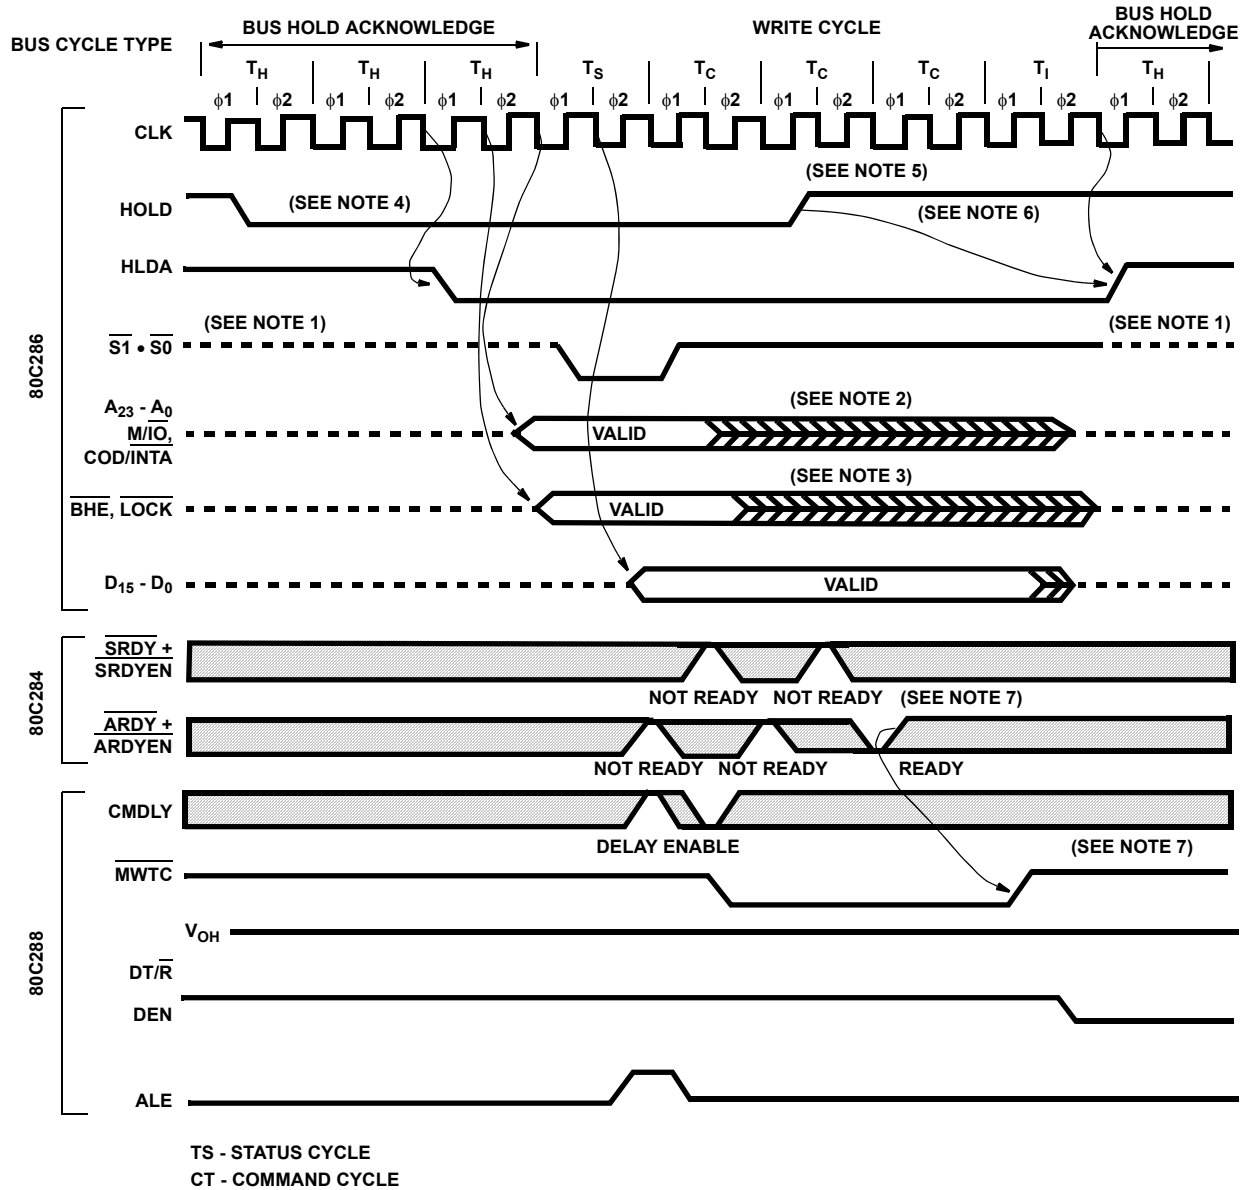 BUS CYCLE TYPE
BUS HOLD ACKNOWLEDGE
WRITE CYCLE
BUS HOLD
ACKNOWLEDGE
TH TH TH TS TC TC TC TI TH
ϕ1 ϕ2 ϕ1 ϕ2 ϕ1 ϕ2 ϕ1 ϕ2 ϕ1 ϕ2 ϕ1 ϕ2 ϕ1 ϕ2 ϕ1 ϕ2 ϕ1 ϕ2
80C286
CLK
HOLD
(SEE NOTE 4)
(SEE NOTE 5)
(SEE NOTE 6)
HLDA
(SEE NOTE 1)
(SEE NOTE 1)
S1 • S0
A23 - A0
M/IO,
COD/INTA
VALID
(SEE NOTE 2)
BHE, LOCK
VALID
(SEE NOTE 3)
D15 - D0
VALID
80C284
SRDY +
SRDYEN
NOT READY NOT READY (SEE NOTE 7)
ARDY +
ARDYEN
NOT READY NOT READY READY
80C288
CMDLY
DELAY ENABLE
(SEE NOTE 7)
MWTC
VOH
DT/R
DEN
ALE
TS - STATUS CYCLE
CT - COMMAND CYCLE